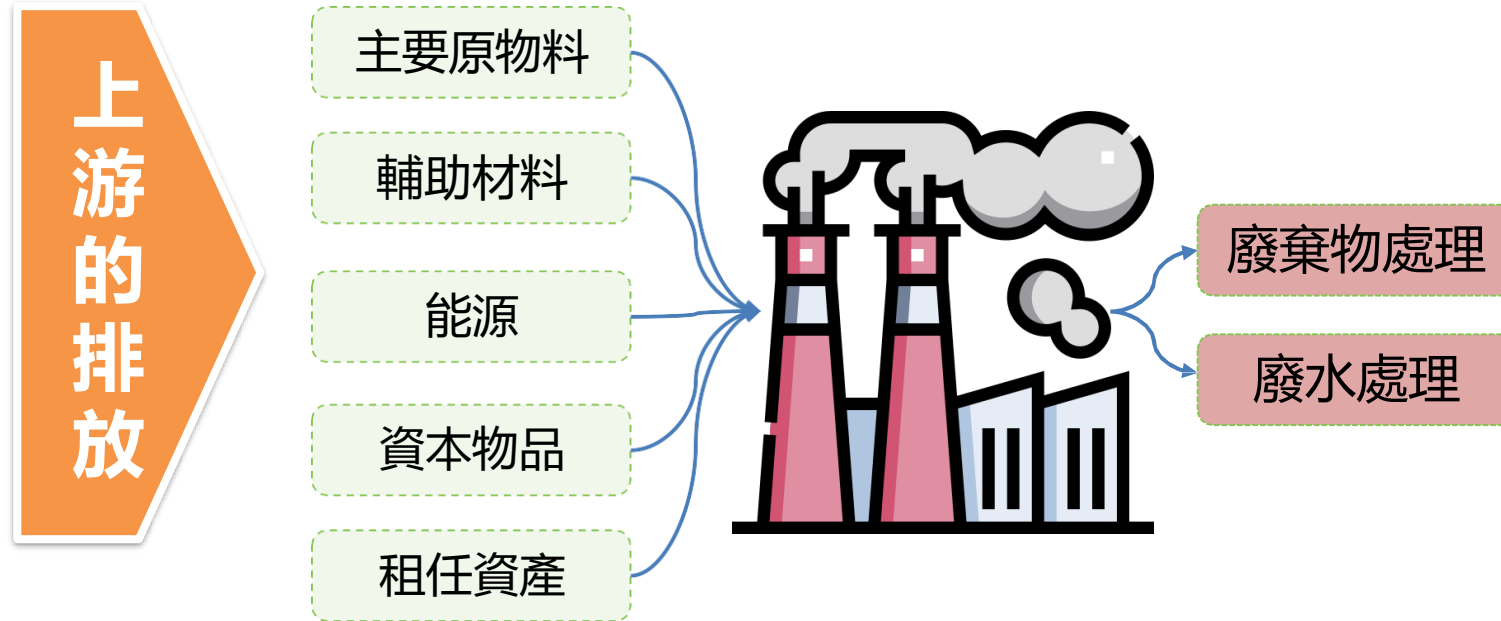 上游的排放
主要原物料
輔助材料
能源
資本物品
租任資產
廢棄物處理
廢水處理